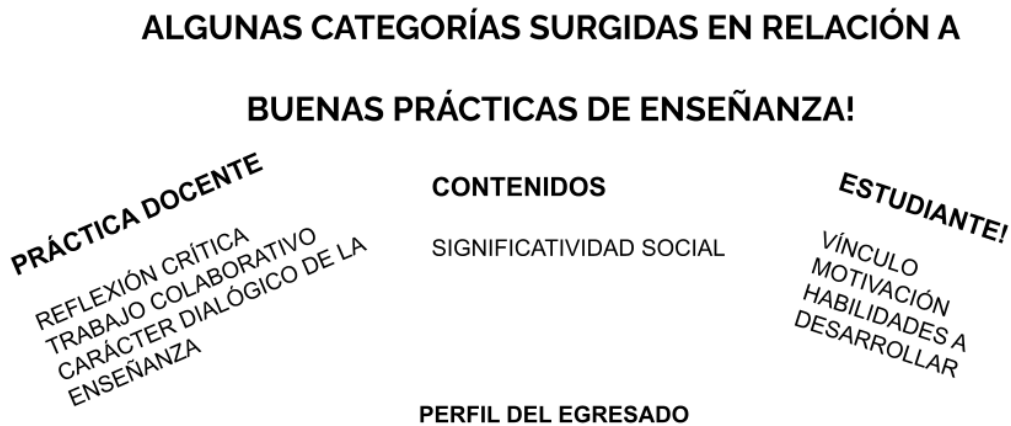 ALGUNAS CATEGORÍAS SURGIDAS EN RELACIÓN A
BUENAS PRÁCTICAS DE ENSEÑANZA!
PRÁCTICA DOCENTE
REFLEXIÓN CRÍTICA
TRABAJO COLABORATIVO
CARÁCTER DIALÓGICO DE LA
ENSEÑANZA
CONTENIDOS
SIGNIFICATIVIDAD SOCIAL
ESTUDIANTE!
VÍNCULO
MOTIVACIÓN
HABILIDADES A
DESARROLLAR
PERFIL DEL EGRESADO